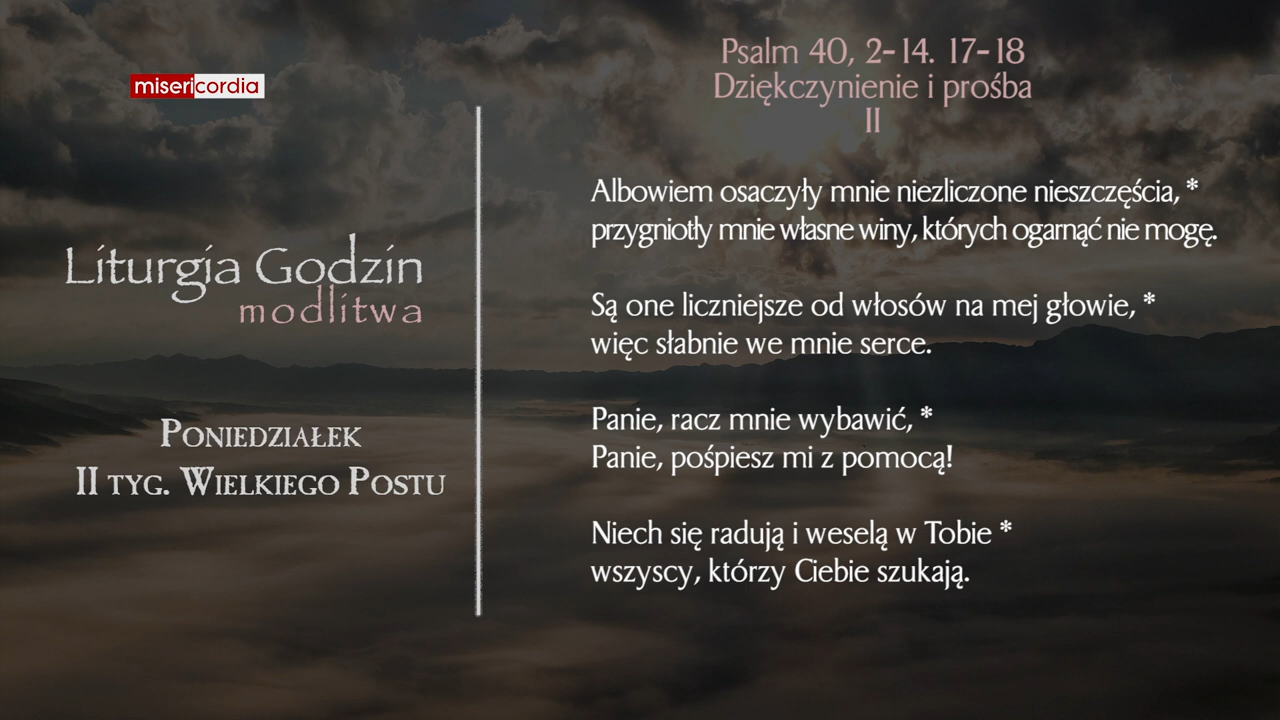 misericordia
Liturgia Godzin
modlitwa
Poniedziałek
II tyg. Wielkiego Postu
Psalm 40, 2-14. 17-18
Dziękczynienie i prośba
II
Albowiem osaczyły mnie niezliczone nieszczęścia, *
przygniotły mnie własne winy, których ogarnąć nie mogę.
Są one liczniejsze od włosów na mej głowie, *
więc słabnie we mnie serce.
Panie, racz mnie wybawić, *
Panie, pośpiesz mi z pomocą!
Niech się radują i weselą w Tobie *
wszyscy, którzy Ciebie szukają.